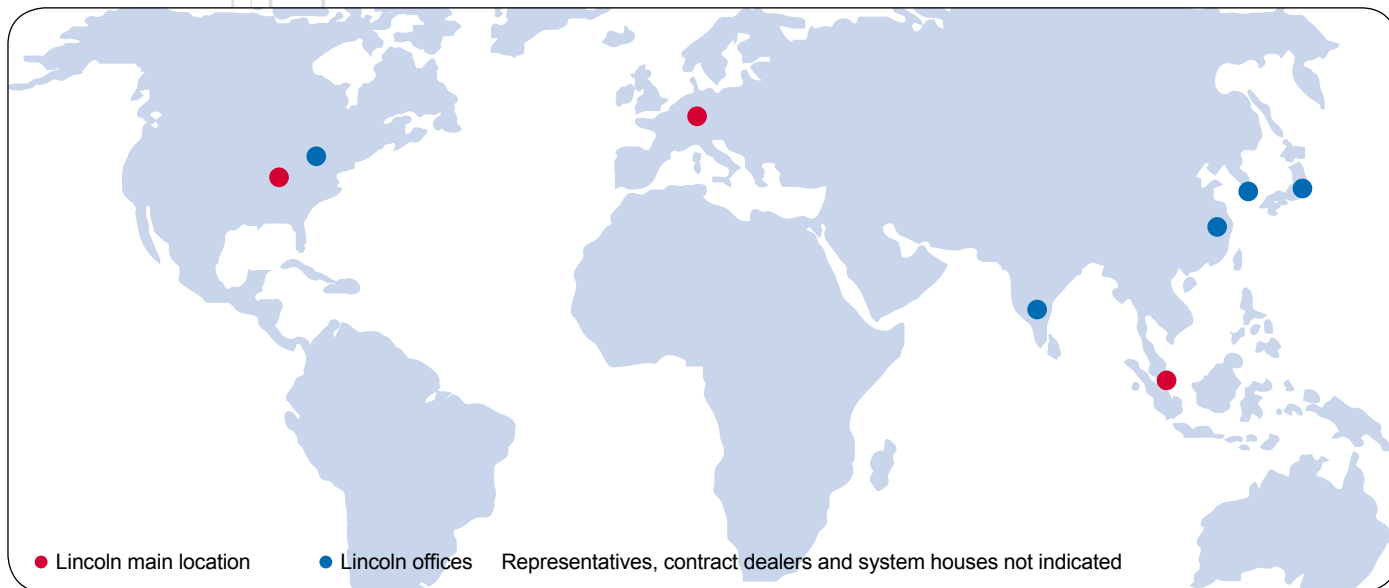 Lincoln main location Lincoln offices Representatives, contract dealers and system houses not indicated